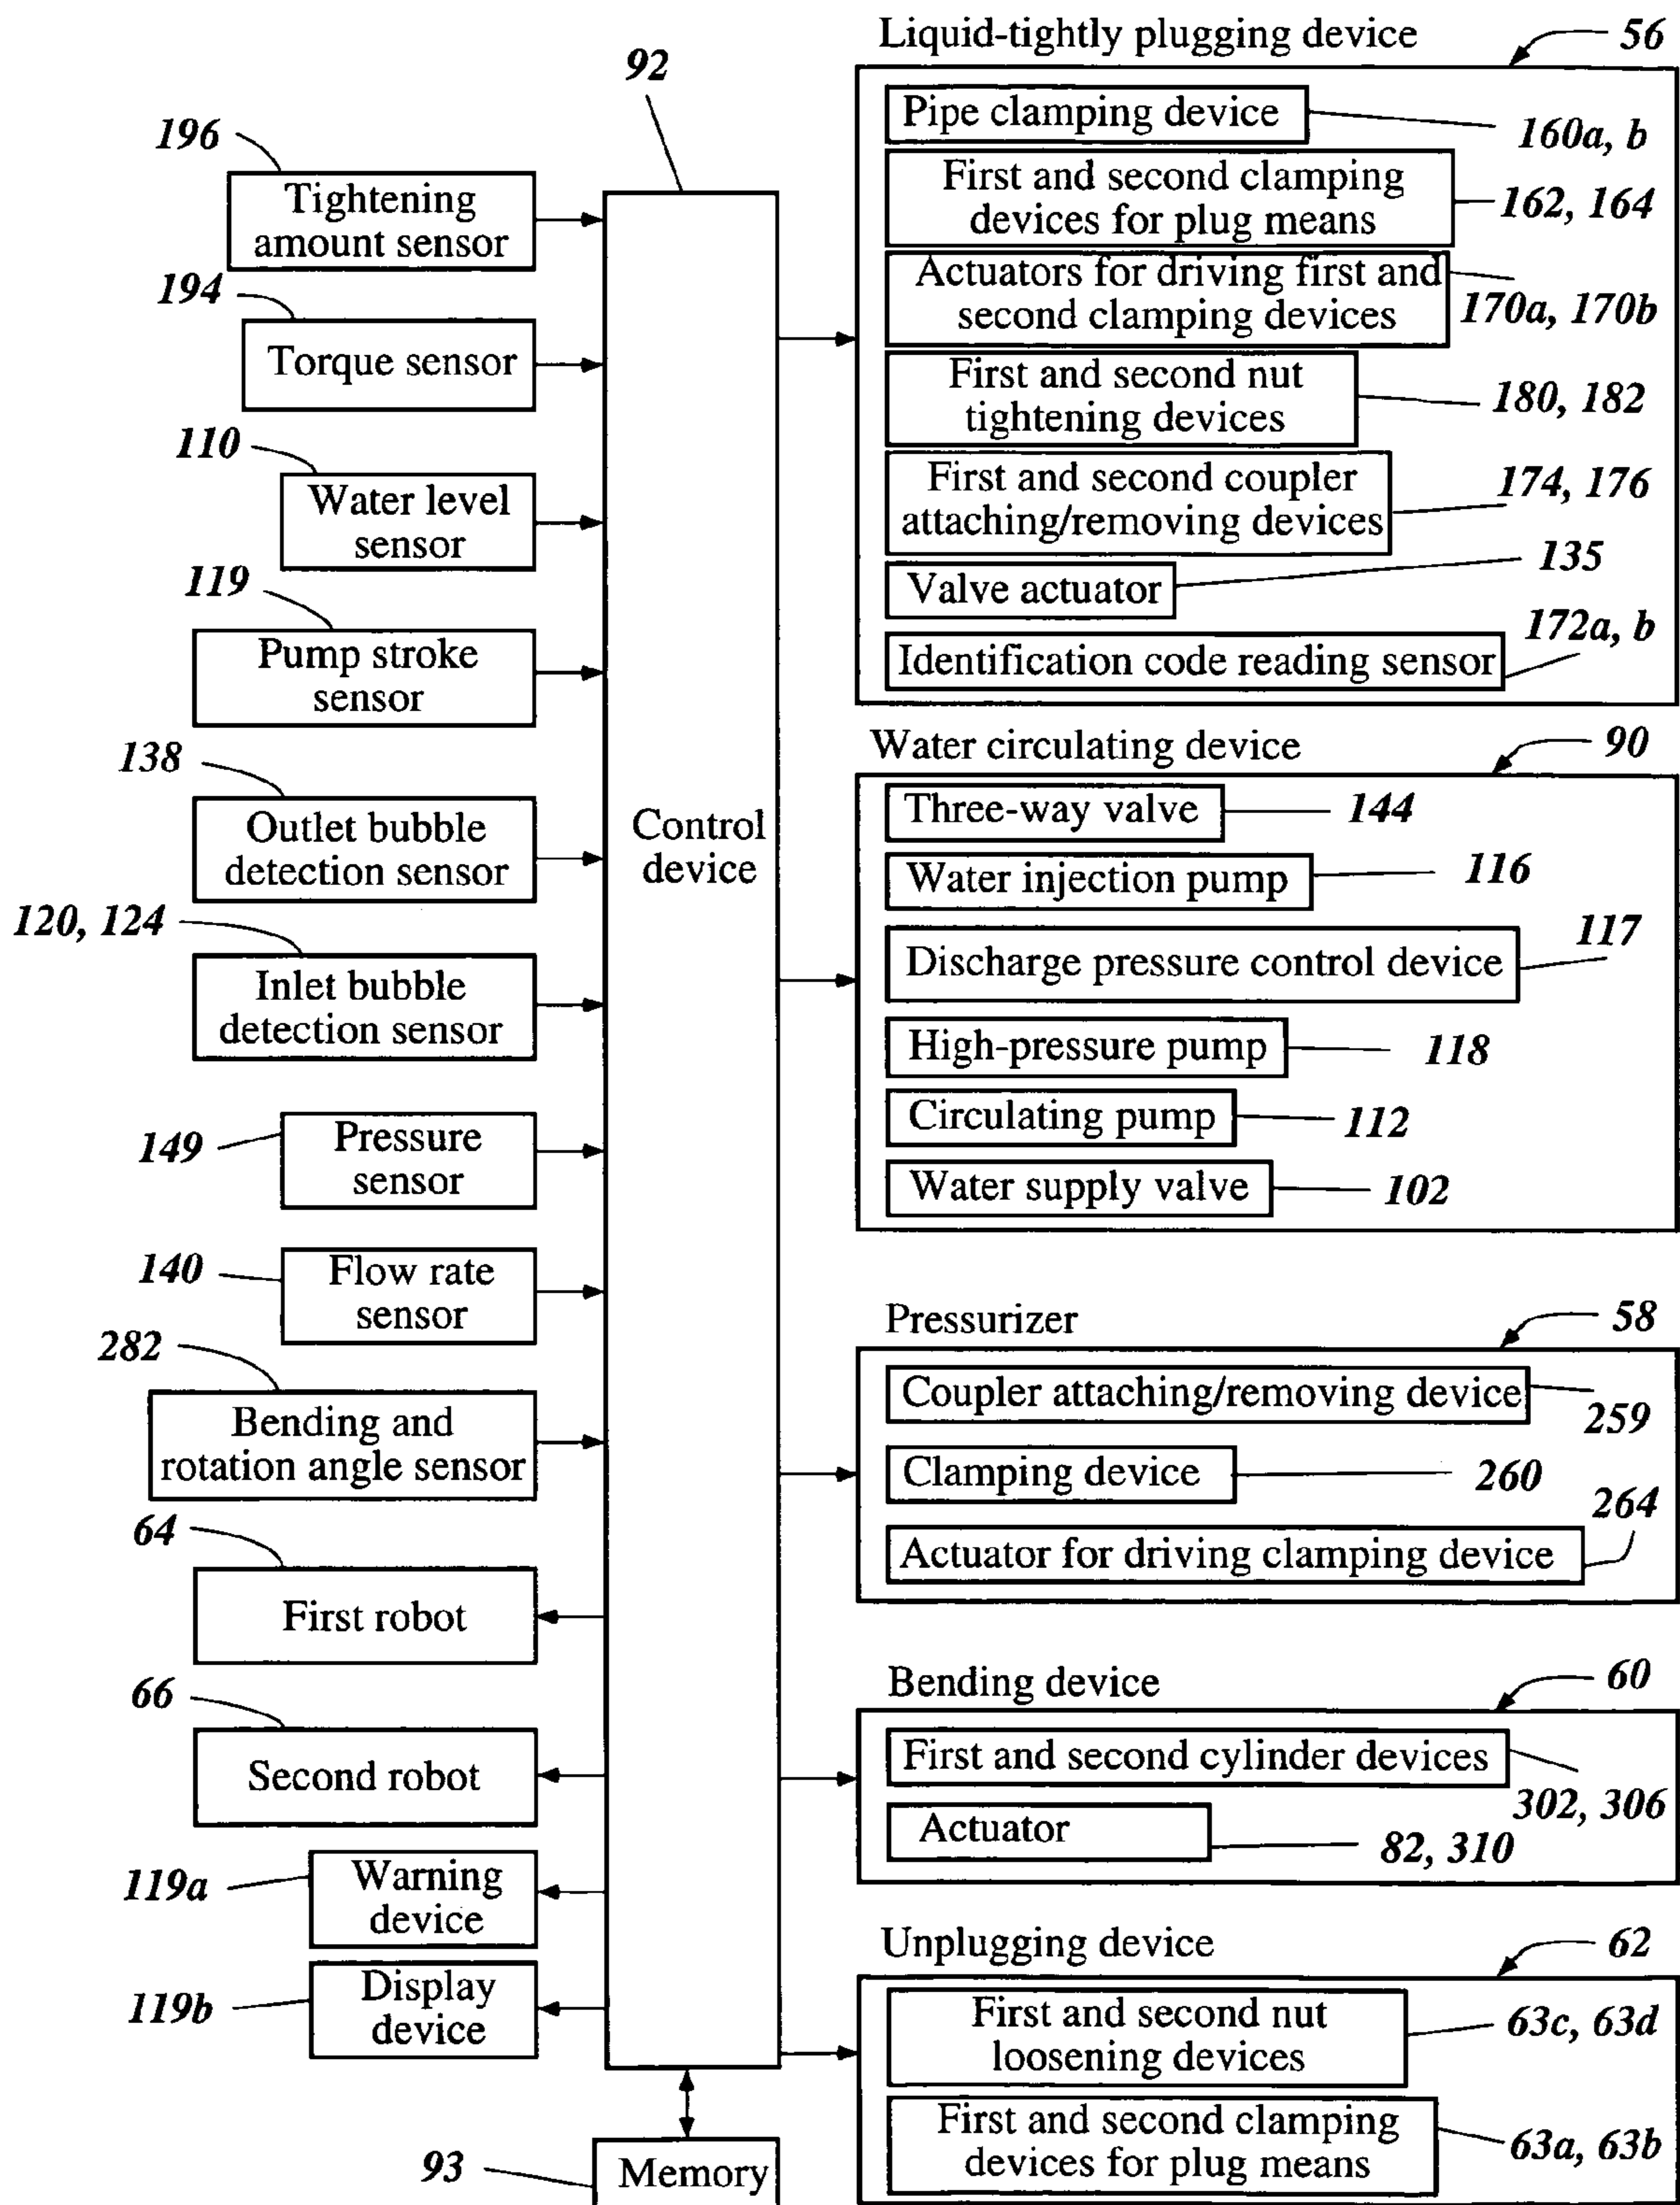 92
196
Tightening
amount sensor
194
Torque sensor
110
Water level
sensor
119
Pump stroke
sensor
138
Outlet bubble
detection sensor
120, 124
Inlet bubble
detection sensor
149
Pressure
sensor
140
Flow rate
sensor
282
Bending and
rotation angle sensor
64
First robot
66
Second robot
119a
Warning
device
119b
Display
device
Control
device
93
Memory
Liquid-tightly plugging device
56
Pipe clamping device
160a, b
First and second clamping
devices for plug means
162, 164
Actuators for driving first and
second clamping devices
170a, 170b
First and second nut
tightening devices
180, 182
First and second coupler
attaching/removing devices
174, 176
Valve actuator
135
Identification code reading sensor
172a, b
Water circulating device
90
Three-way valve
144
Water injection pump
116
Discharge pressure control device
117
High-pressure pump
118
Circulating pump
112
Water supply valve
102
Pressurizer
58
Coupler attaching/removing device
259
Clamping device
260
Actuator for driving clamping device
264
Bending device
60
First and second cylinder devices
302, 306
Actuator
82, 310
Unplugging device
62
First and second nut
loosening devices
63c, 63d
First and second clamping
devices for plug means
63a, 63b